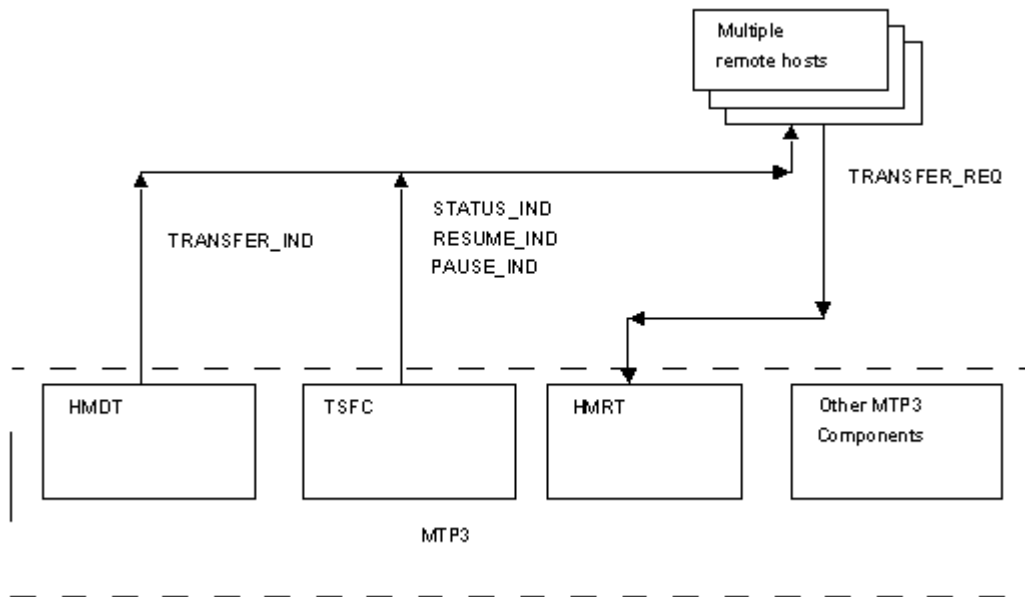 Multiple
remote hosts
TRANSFER_REQ
STATUS_IND
TRANSFER_IND
RESUME_IND
PAUSE_IND
HMDT
TSFC
HMRT
Other MTP3
Components
MTP3